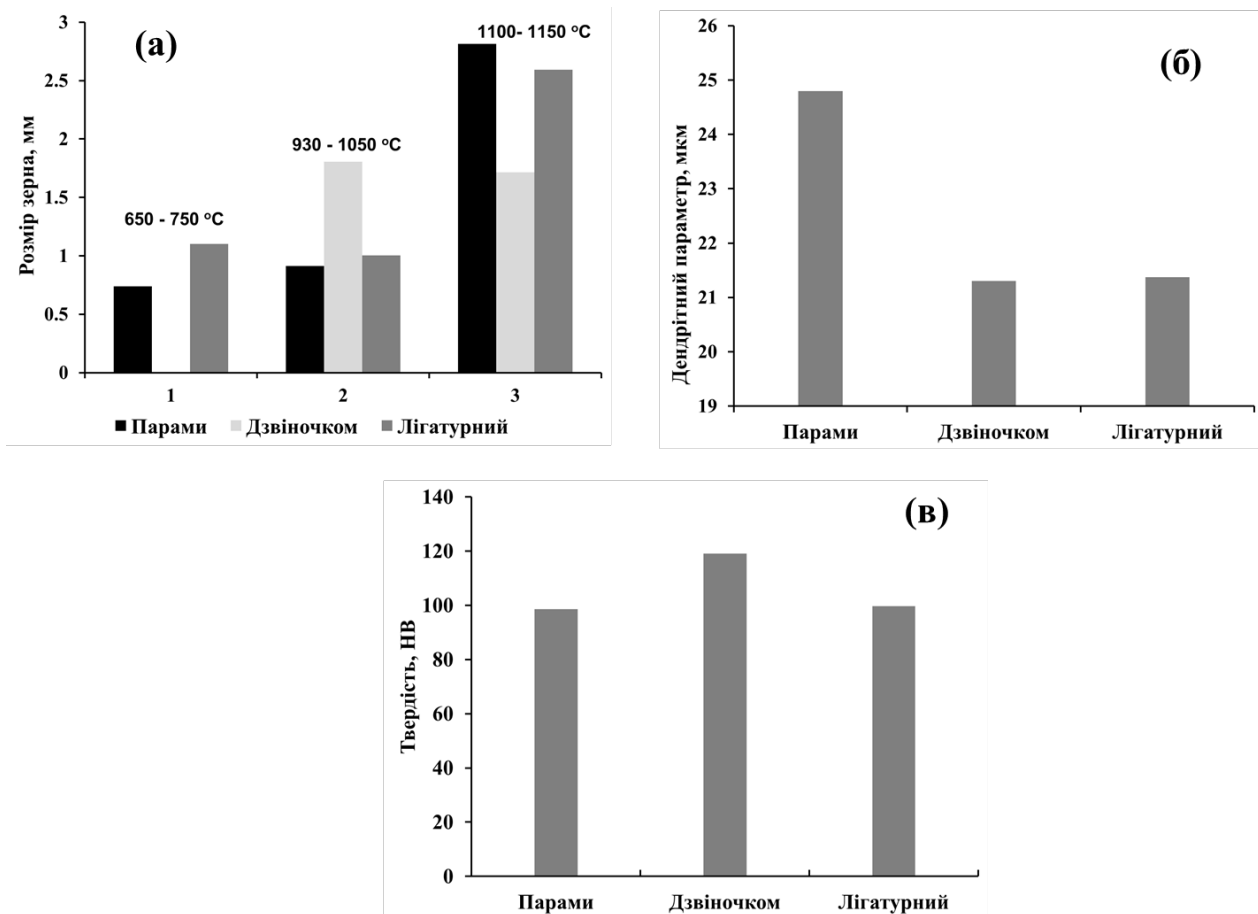 (а)
Розмір зерна, мм
3
2.5
2
1.5
1
0.5
0
650 - 750 °C
930 - 1050 °C
1100- 1150 °C
1
2
3
Парами
Дзвіночком
Лігатурний
(б)
Дендрітний параметр, мкм
26
25
24
23
22
21
20
19
Парами
Дзвіночком
Лігатурний
(в)
Твердість, НВ
140
120
100
80
60
40
20
0
Парами
Дзвіночком
Лігатурний